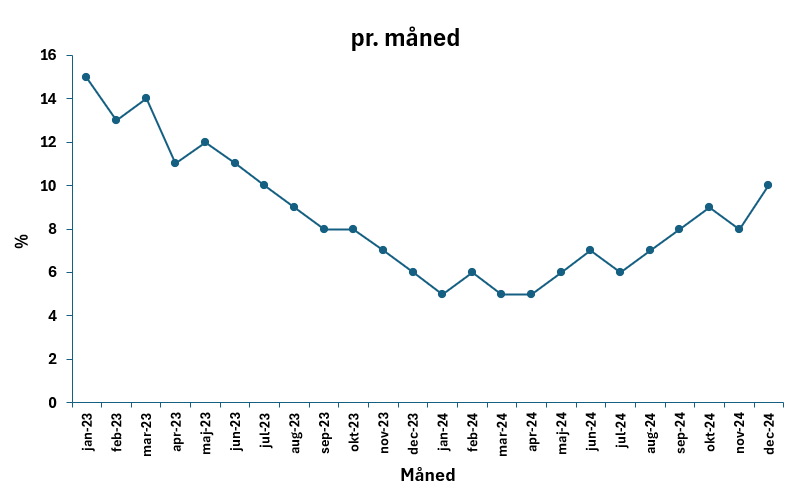 pr. måned
16
14
12
10
8
6
4
2
0
%
jan-23
feb-23
mar-23
apr-23
maj-23
jun-23
jul-23
aug-23
sep-23
okt-23
nov-23
dec-23
jan-24
feb-24
mar-24
apr-24
maj-24
jun-24
jul-24
aug-24
sep-24
okt-24
nov-24
dec-24
Måned